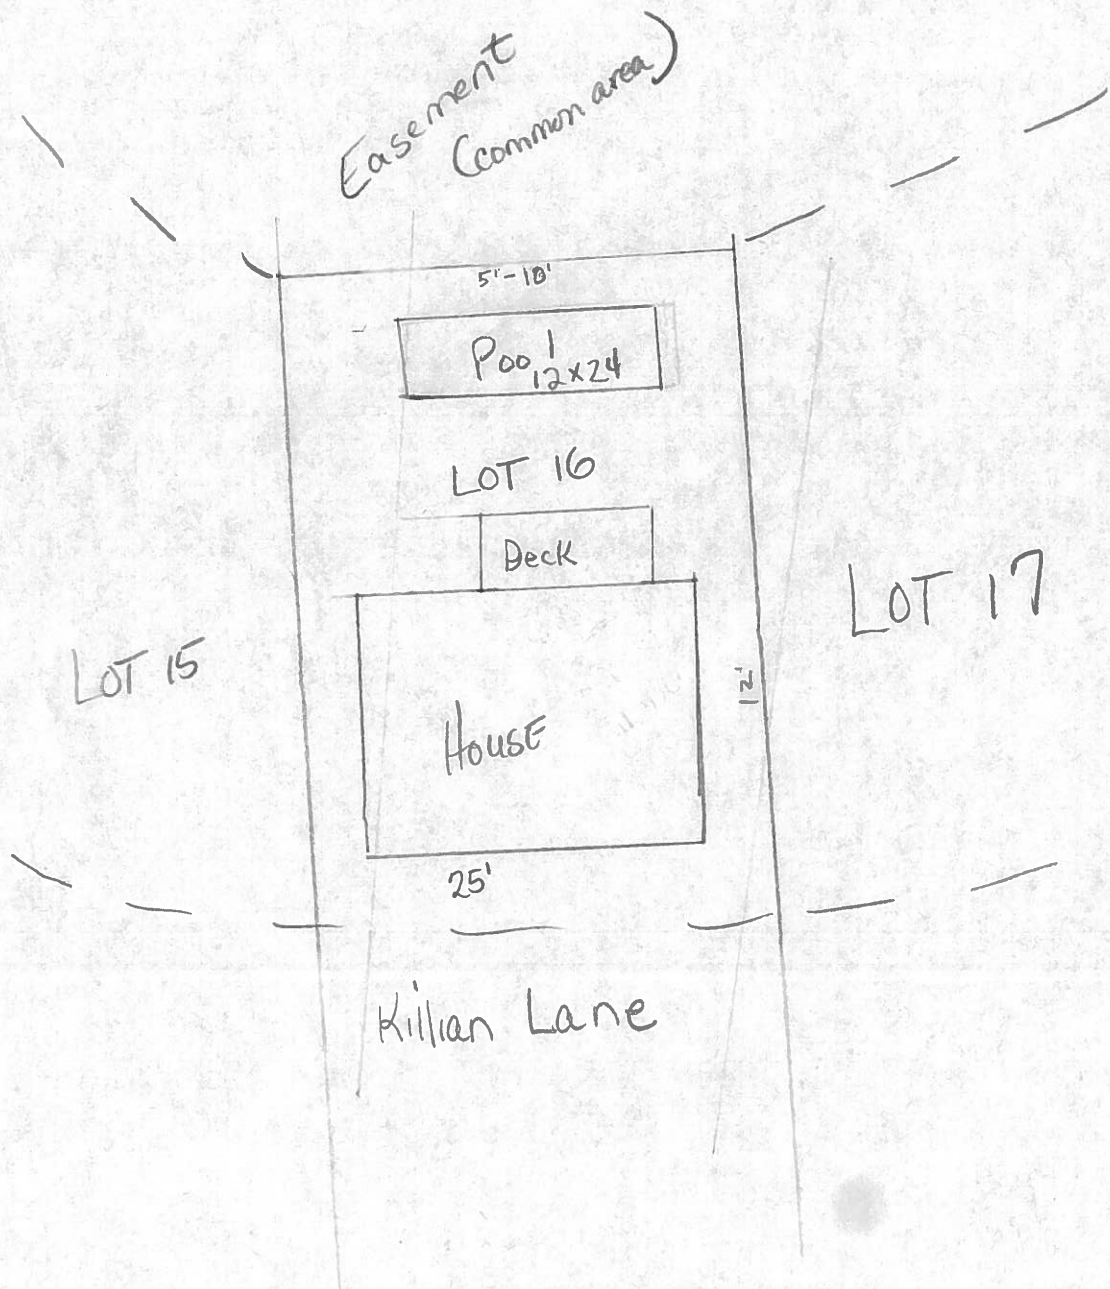 Easement
(common area)
5'-10'
Pool
12x24
LOT 16
Deck
LOT 17
LOT 15
HOUSE
25'
Killian Lane